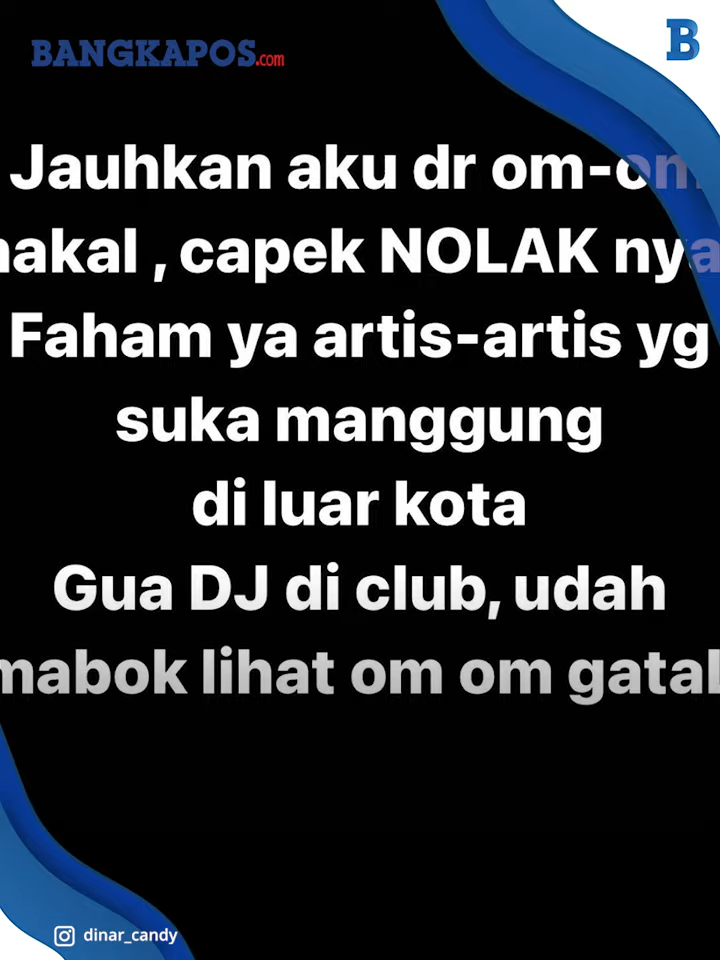 BANGKAPOS.com
B
Jauhkan aku dr om-om
nakal , capek NOLAK nya
Faham ya artis-artis yg
suka manggung
di luar kota
Gua DJ di club, udah
mabok lihat om om gatal
dinar_candy